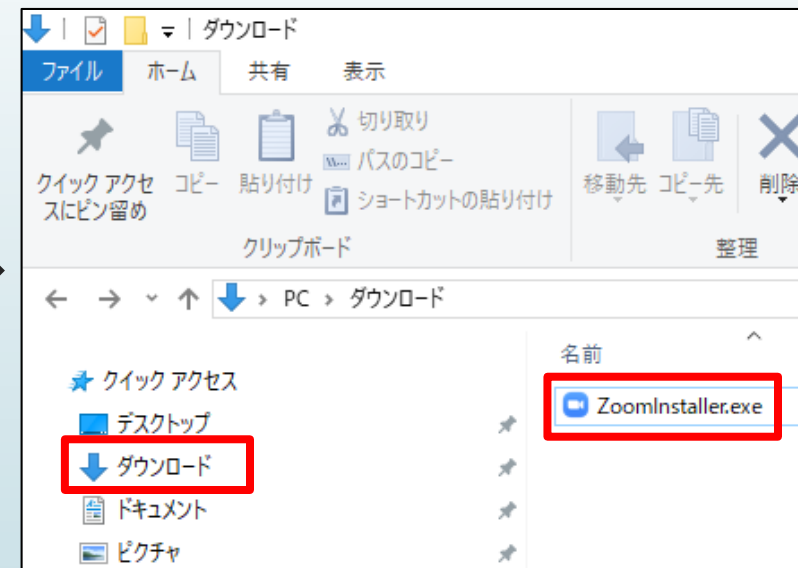 ダウンロード
ファイル ホーム 共有 表示
クイック アクセ
スにピン留め
コピー
貼り付け
切り取り
パスのコピー
ショートカットの貼り付け
移動先 コピー先 削除
クリップボード 整理
PC › ダウンロード
名前
クイック アクセス
ZoomInstaller.exe
デスクトップ
ダウンロード
ドキュメント
ピクチャ